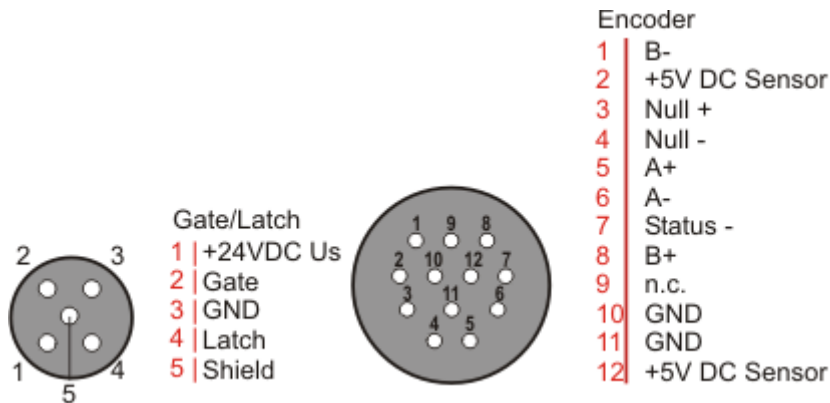 Encoder
1 B-
2 +5V DC Sensor
3 Null +
4 Null -
5 A+
6 A-
7 Status -
8 B+
9 n.c.
10 GND
11 GND
12 +5V DC Sensor
Gate/Latch
1 +24VDC Us
2 Gate
3 GND
4 Latch
5 Shield
2 3
1 4
5
1 9 8
2 10 12 7
3 11 6
4 5